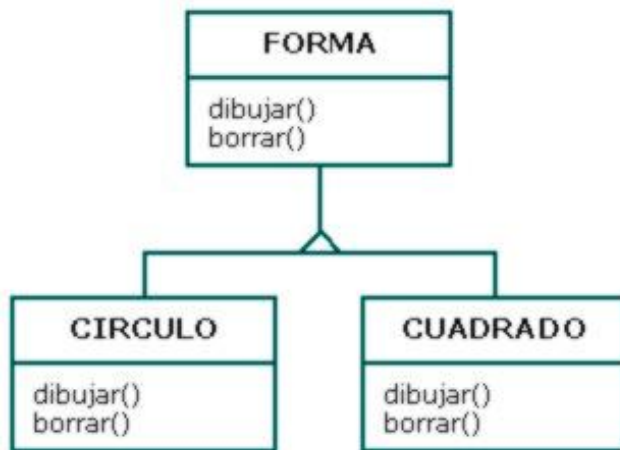 FORMA
dibujar()
borrar()
CIRCULO
dibujar()
borrar()
CUADRADO
dibujar()
borrar()